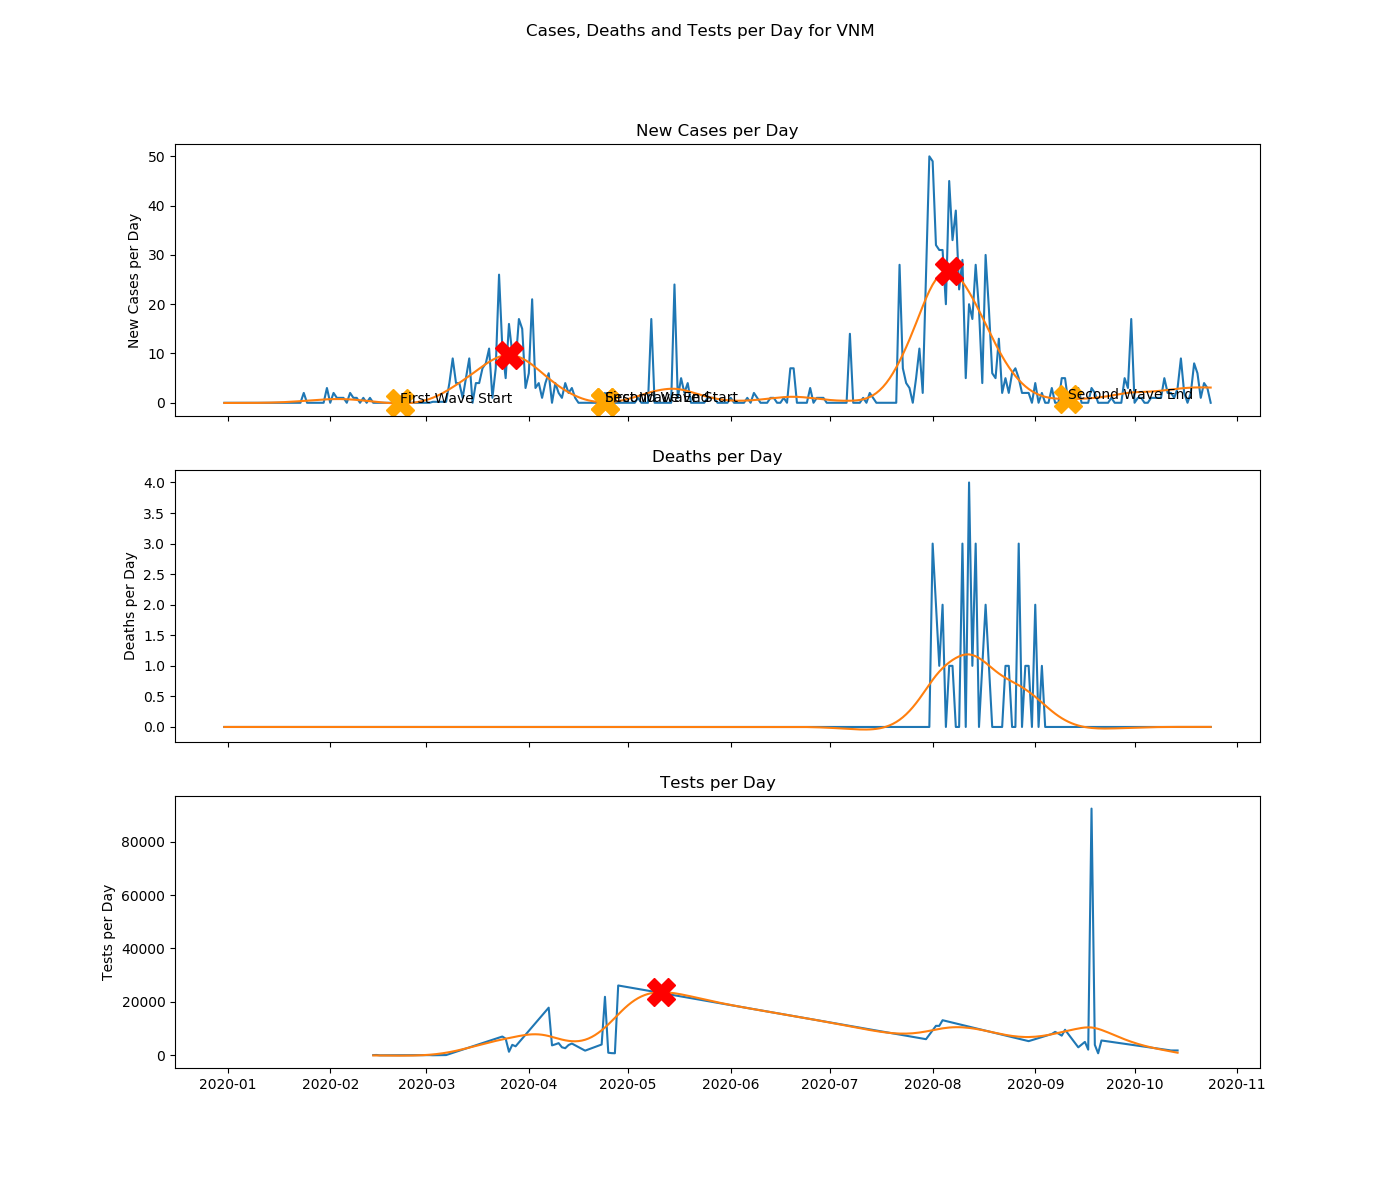 Cases, Deaths and Tests per Day for VNM
New Cases per Day
New Cases per Day
50
40
30
20
10
0
First Wave Start
First Wave End
Second Wave Start
Second Wave End
Deaths per Day
Deaths per Day
4.0
3.5
3.0
2.5
2.0
1.5
1.0
0.5
0.0
Tests per Day
Tests per Day
80000
60000
40000
20000
0
2020-01 2020-02 2020-03 2020-04 2020-05 2020-06 2020-07 2020-08 2020-09 2020-10 2020-11